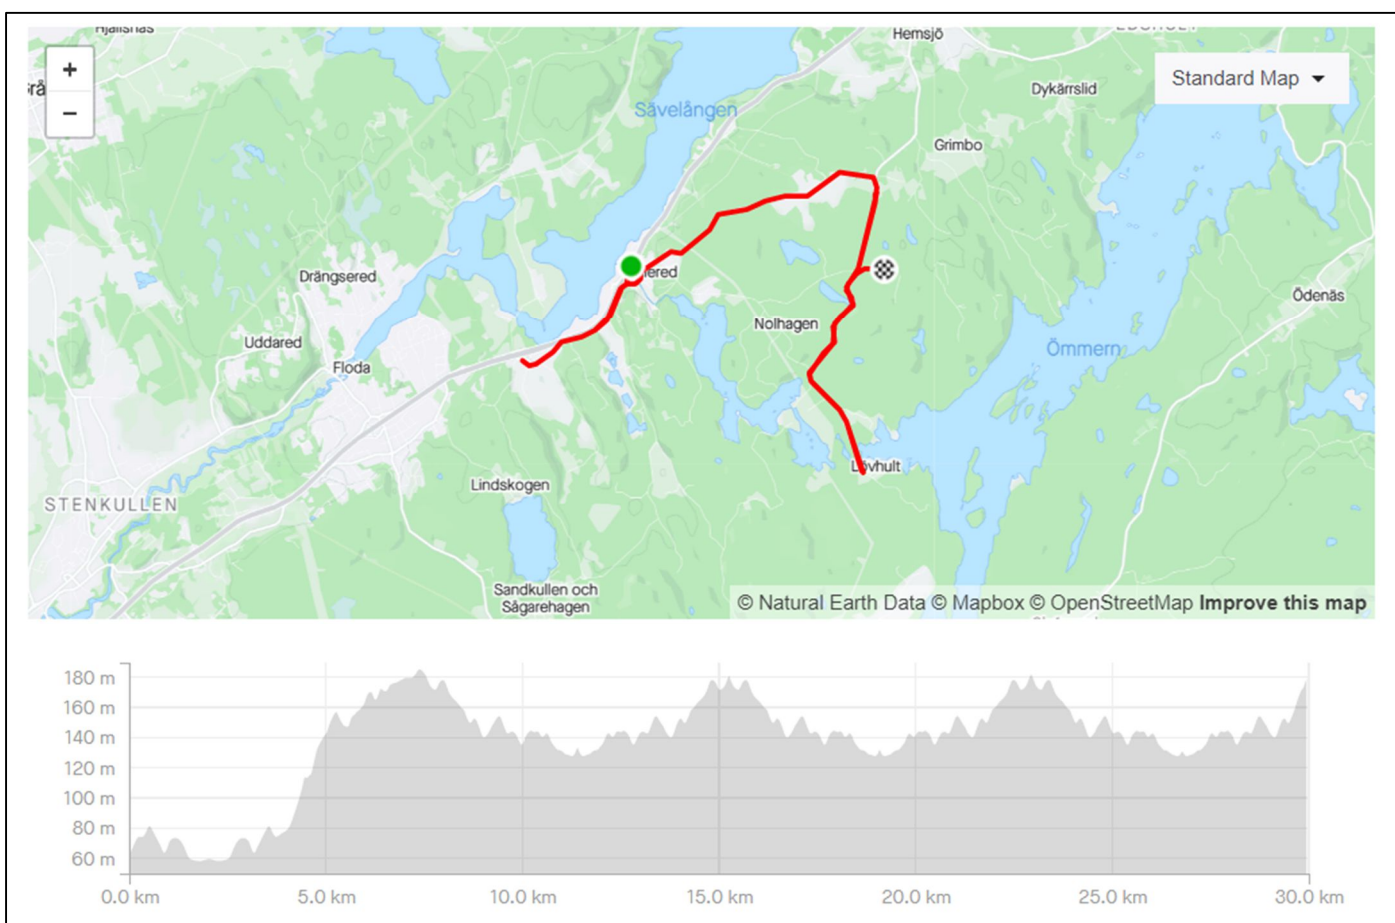 Hjällsnäs
Hemsjö
+
−
Standard Map
Dykärrslid
Sävelången
Grimbo
Drängsered
Ödenäs
Nolhagen
Uddared
Ömmern
Floda
Lövhult
Lindskogen
STENKULLEN
Sandkullen och
Sågarehagen
© Natural Earth Data © Mapbox © OpenStreetMap Improve this map
180 m
160 m
140 m
120 m
100 m
80 m
60 m
0.0 km 5.0 km 10.0 km 15.0 km 20.0 km 25.0 km 30.0 km